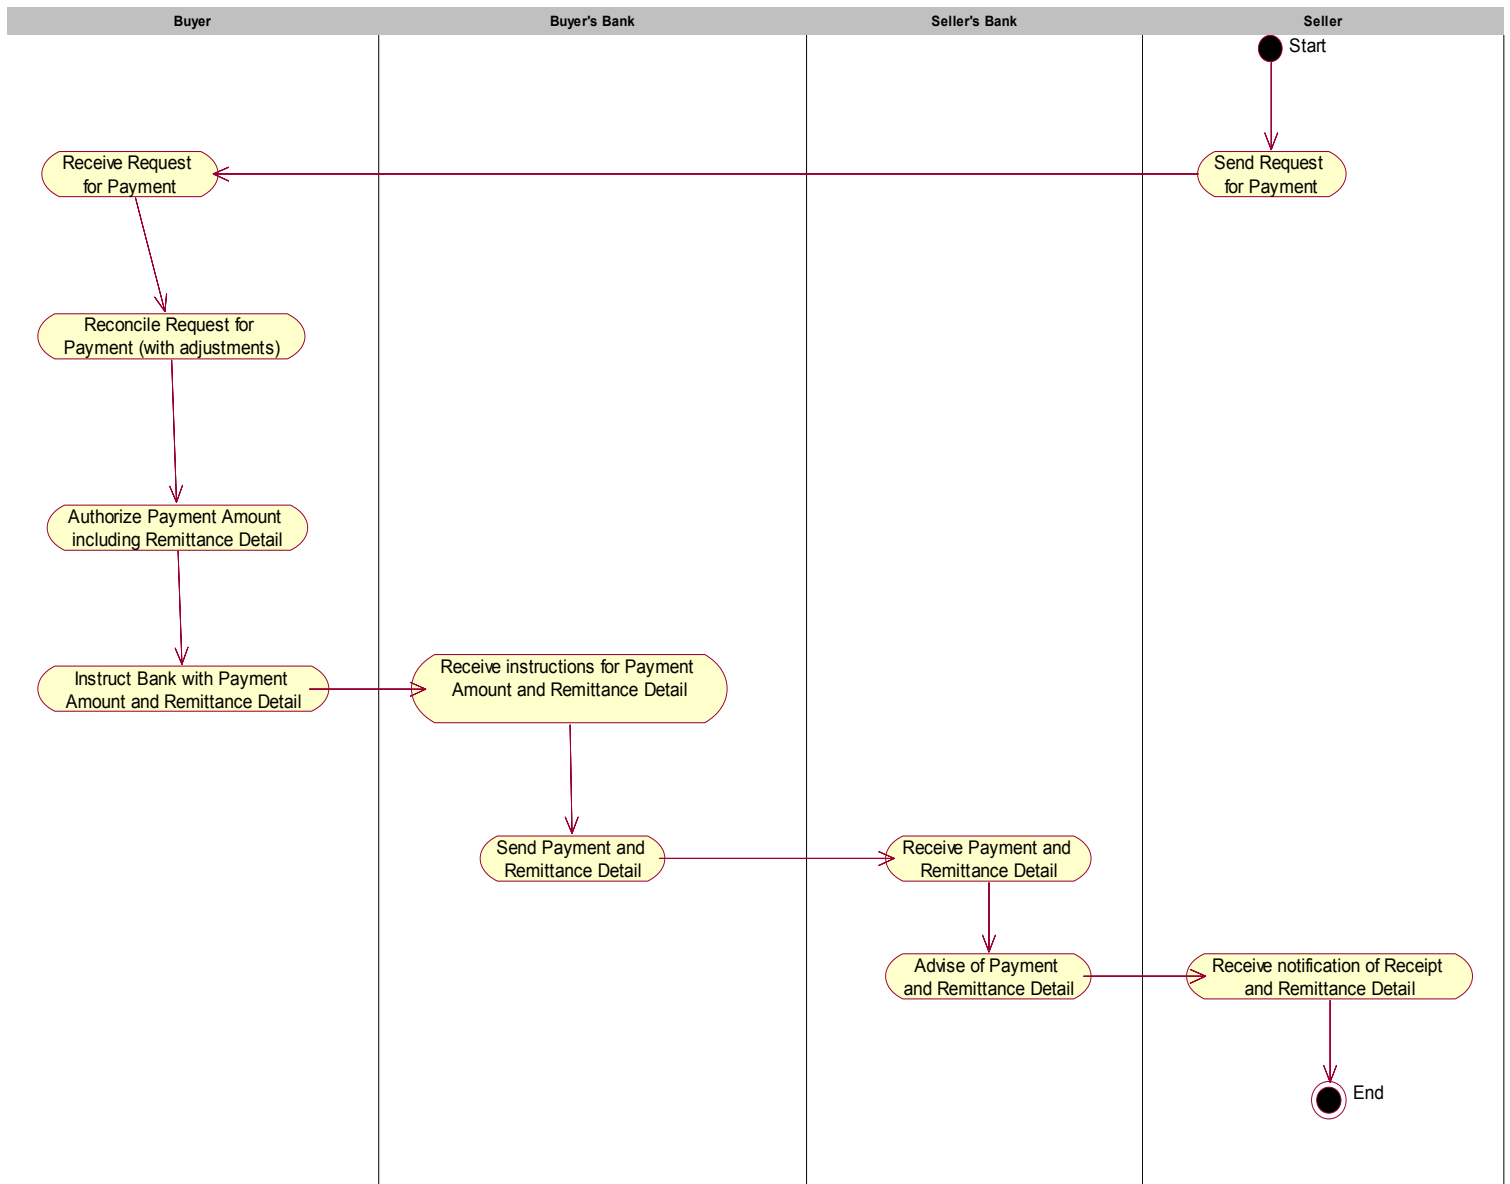 Buyer
Buyer's Bank
Seller's Bank
Seller
Start
Receive Request
for Payment
Send Request
for Payment
Reconcile Request for
Payment (with adjustments)
Authorize Payment Amount
including Remittance Detail
Instruct Bank with Payment
Amount and Remittance Detail
Receive instructions for Payment
Amount and Remittance Detail
Send Payment and
Remittance Detail
Receive Payment and
Remittance Detail
Advise of Payment
and Remittance Detail
Receive notification of Receipt
and Remittance Detail
End